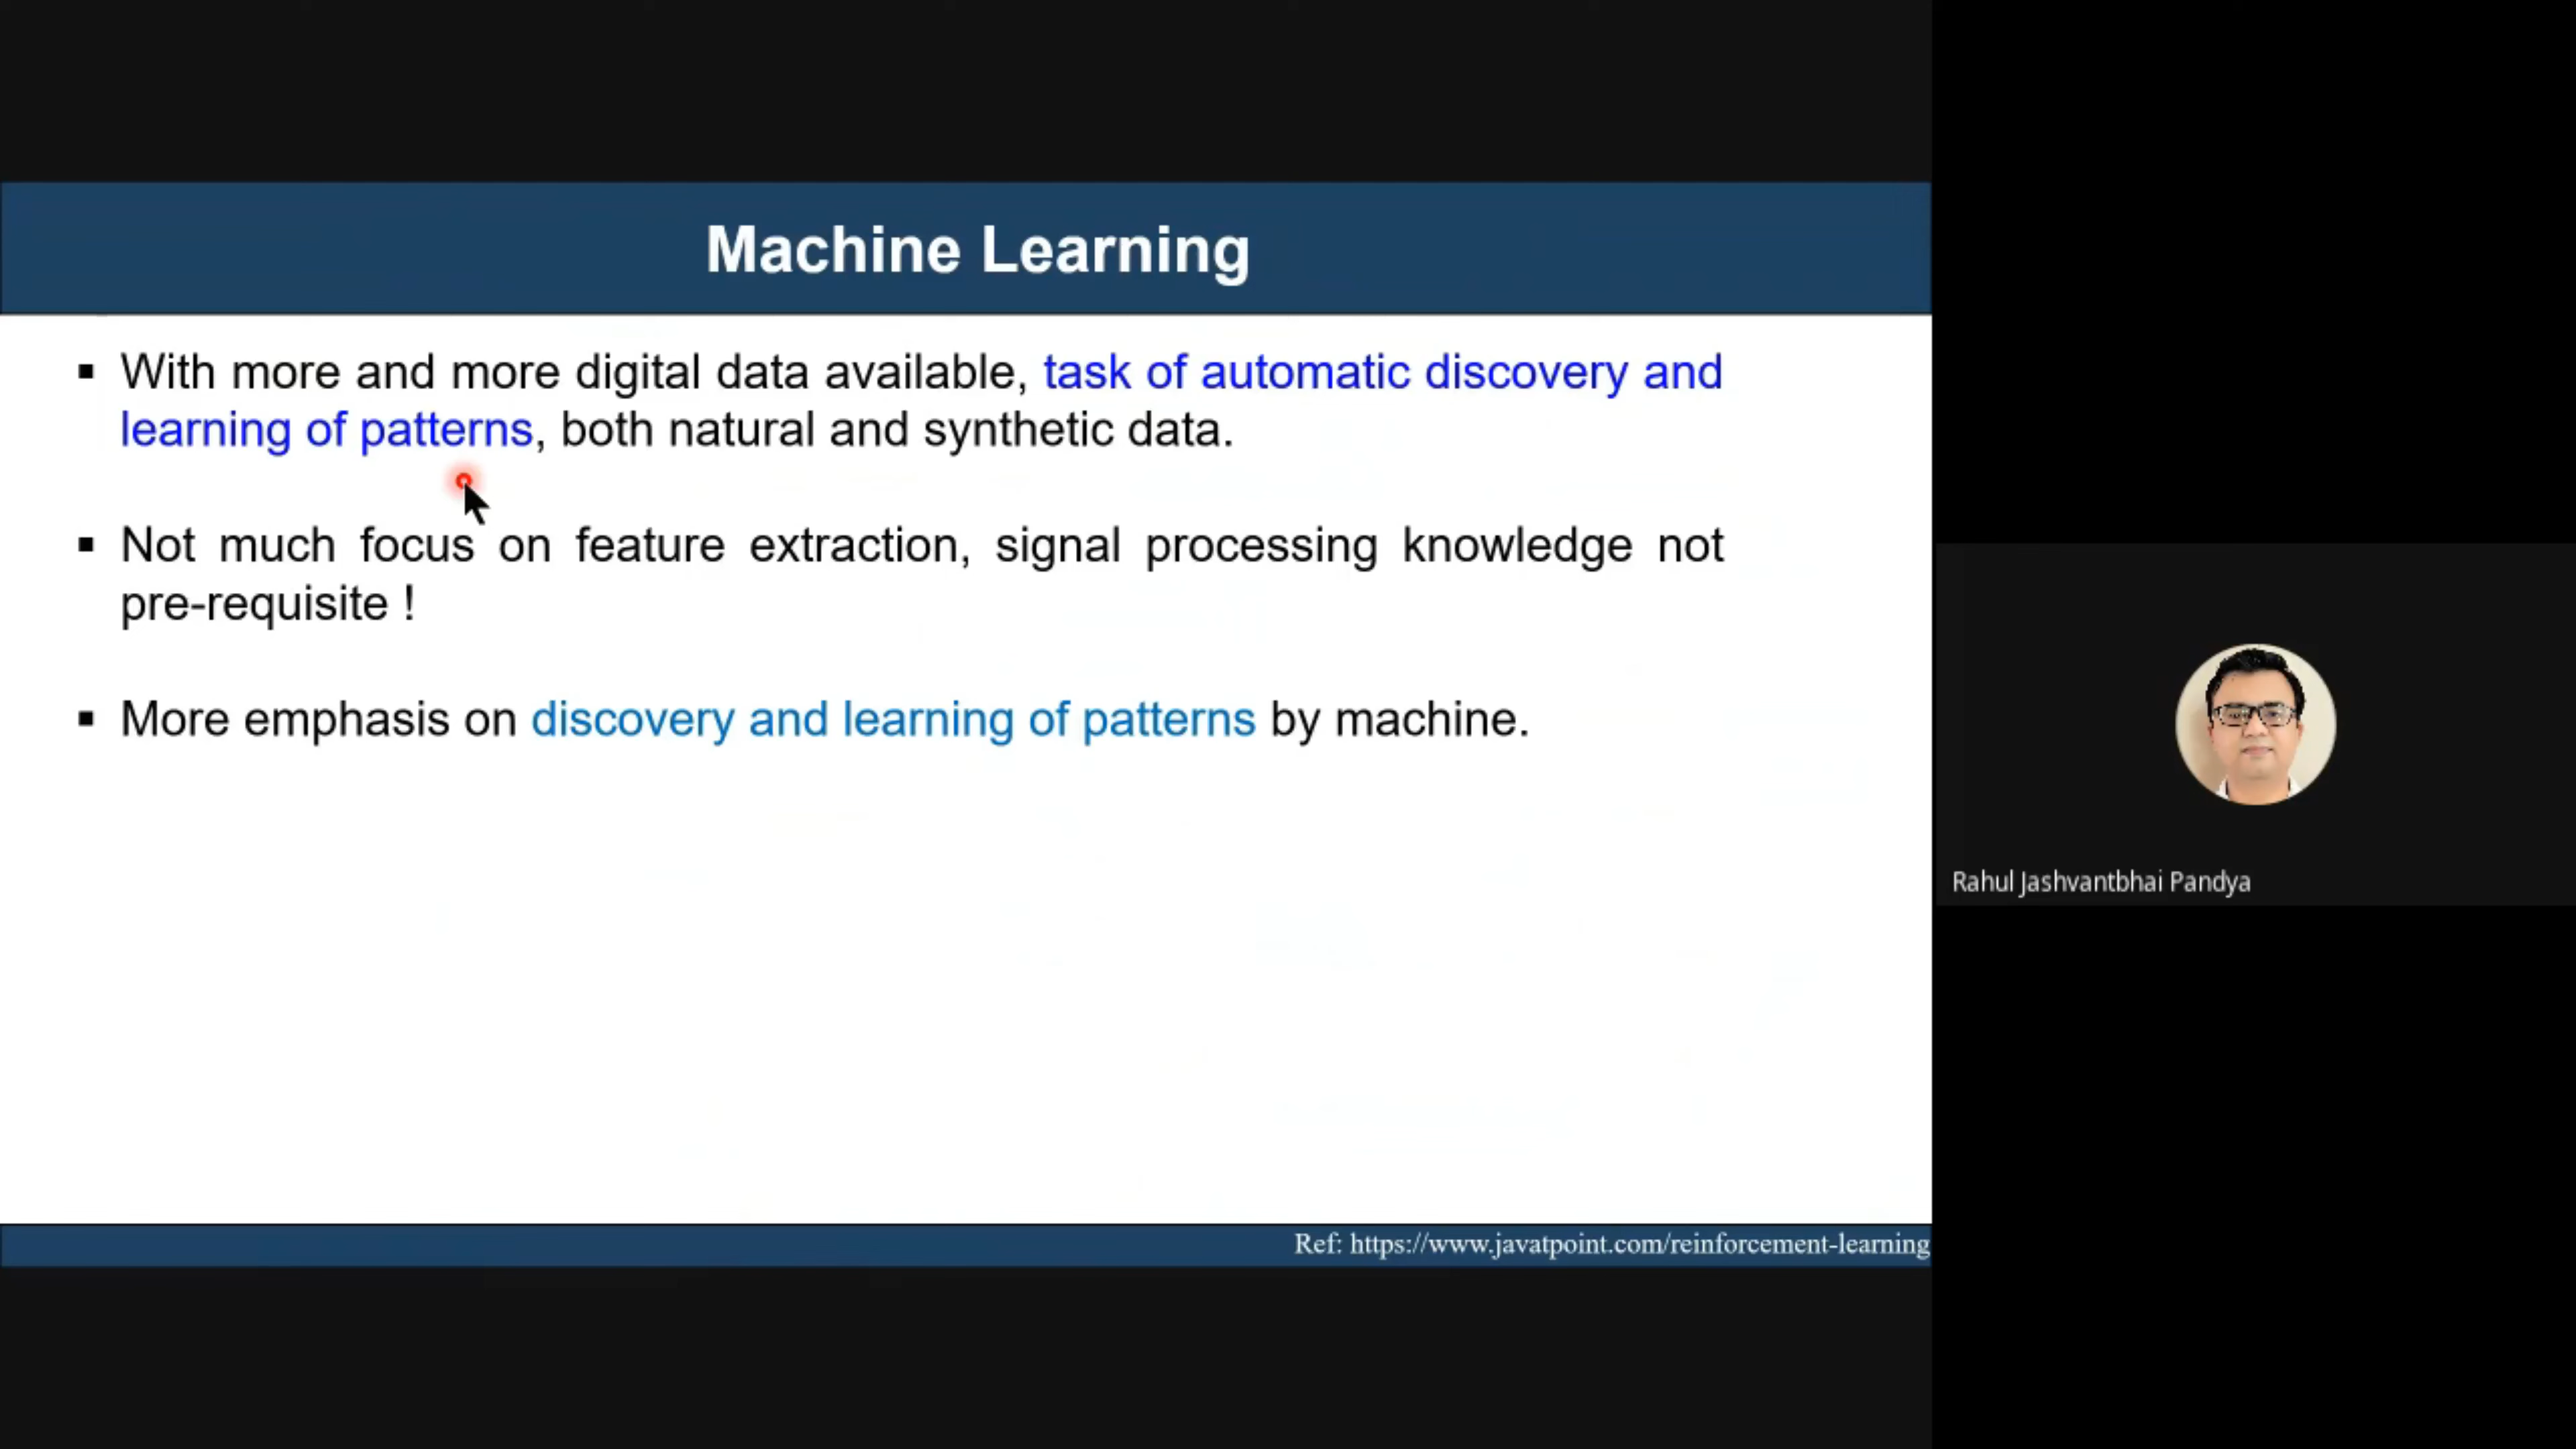 Machine Learning
▪ With more and more digital data available, task of automatic discovery and
learning of patterns, both natural and synthetic data.
▪ Not much focus on feature extraction, signal processing knowledge not
pre-requisite !
▪ More emphasis on discovery and learning of patterns by machine.
Rahul Jashvantbhai Pandya
Ref: https://www.javatpoint.com/reinforcement-learning